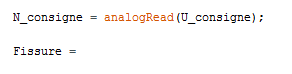 N_consigne = analogRead(U_consigne);
Fissure =